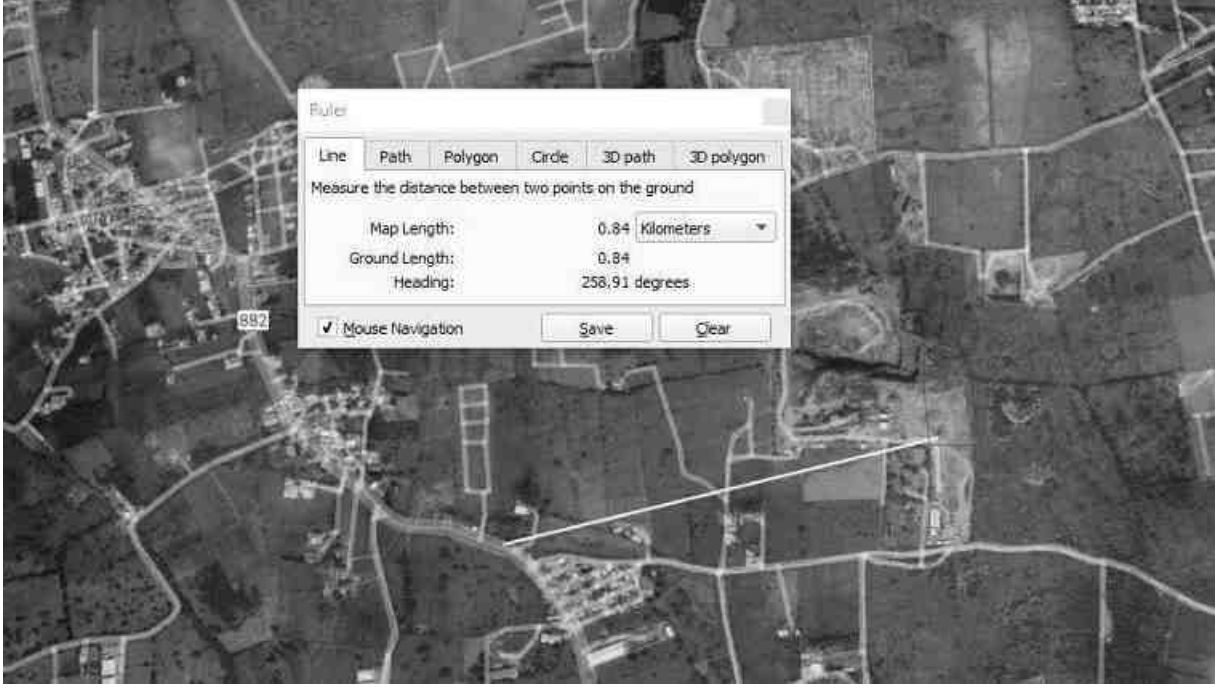 Ruler
Line Path Polygon Circle 3D path 3D polygon
Measure the distance between two points on the ground
Map Length: 0.84 Kilometers
Ground Length: 0.84
Heading: 258.91 degrees
882
Mouse Navigation Save Clear